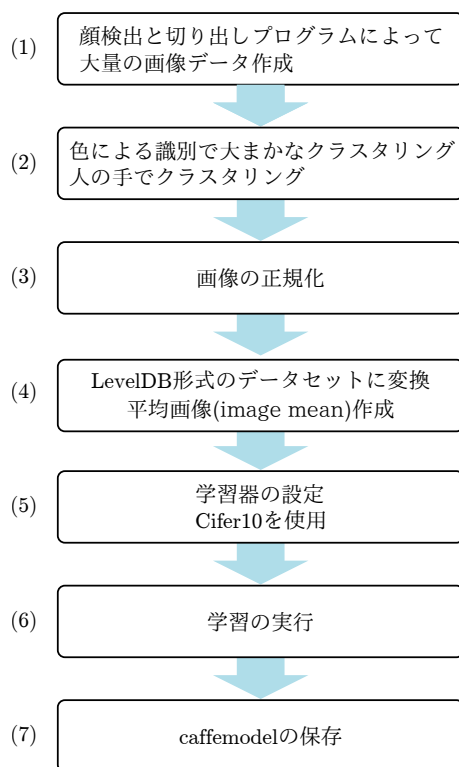 (1)
顔検出と切り出しプログラムによって
大量の画像データ作成
(2)
色による識別で大まかなクラスタリング
人の手でクラスタリング
(3)
画像の正規化
(4)
LevelDB形式のデータセットに変換
平均画像(image mean)作成
(5)
学習器の設定
Cifer10を使用
(6)
学習の実行
(7)
caffemodelの保存